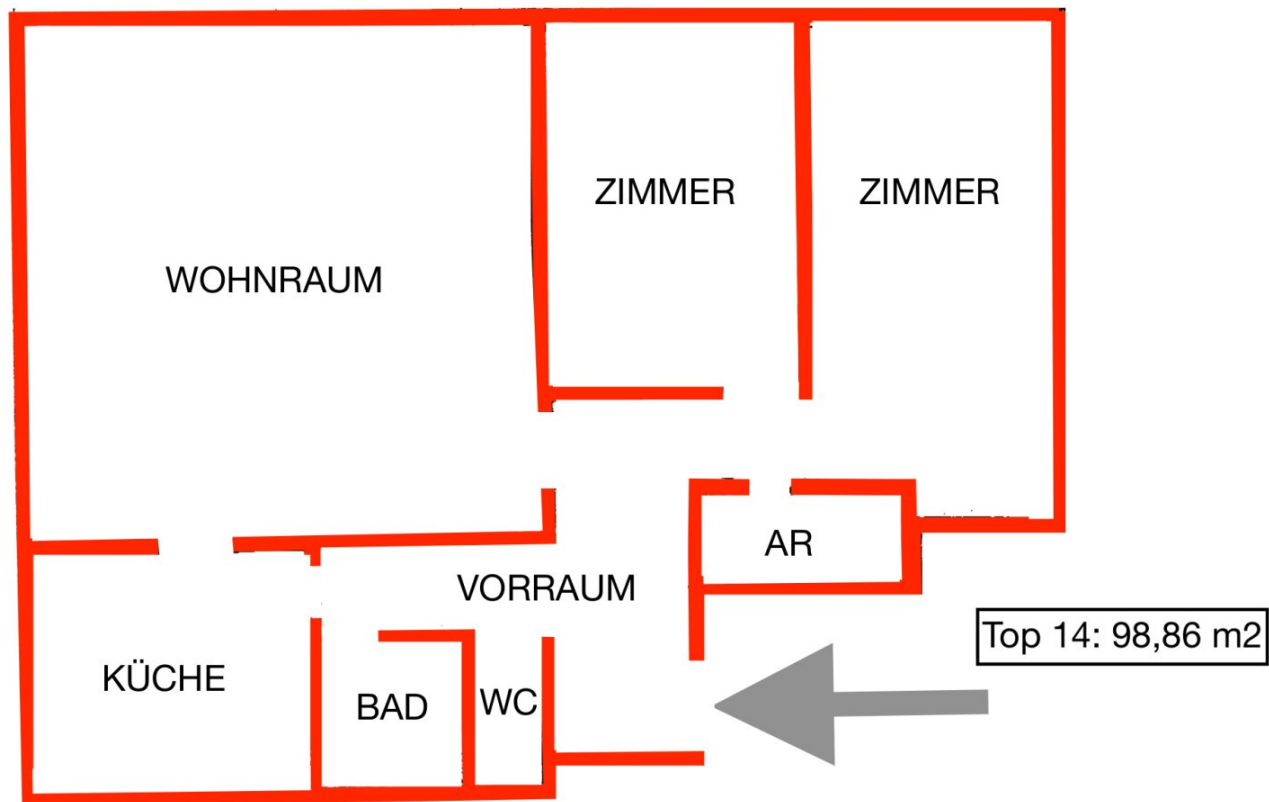 ZIMMER
ZIMMER
WOHNRAUM
AR
VORRAUM
Top 14: 98,86 m2
KÜCHE
BAD
WC